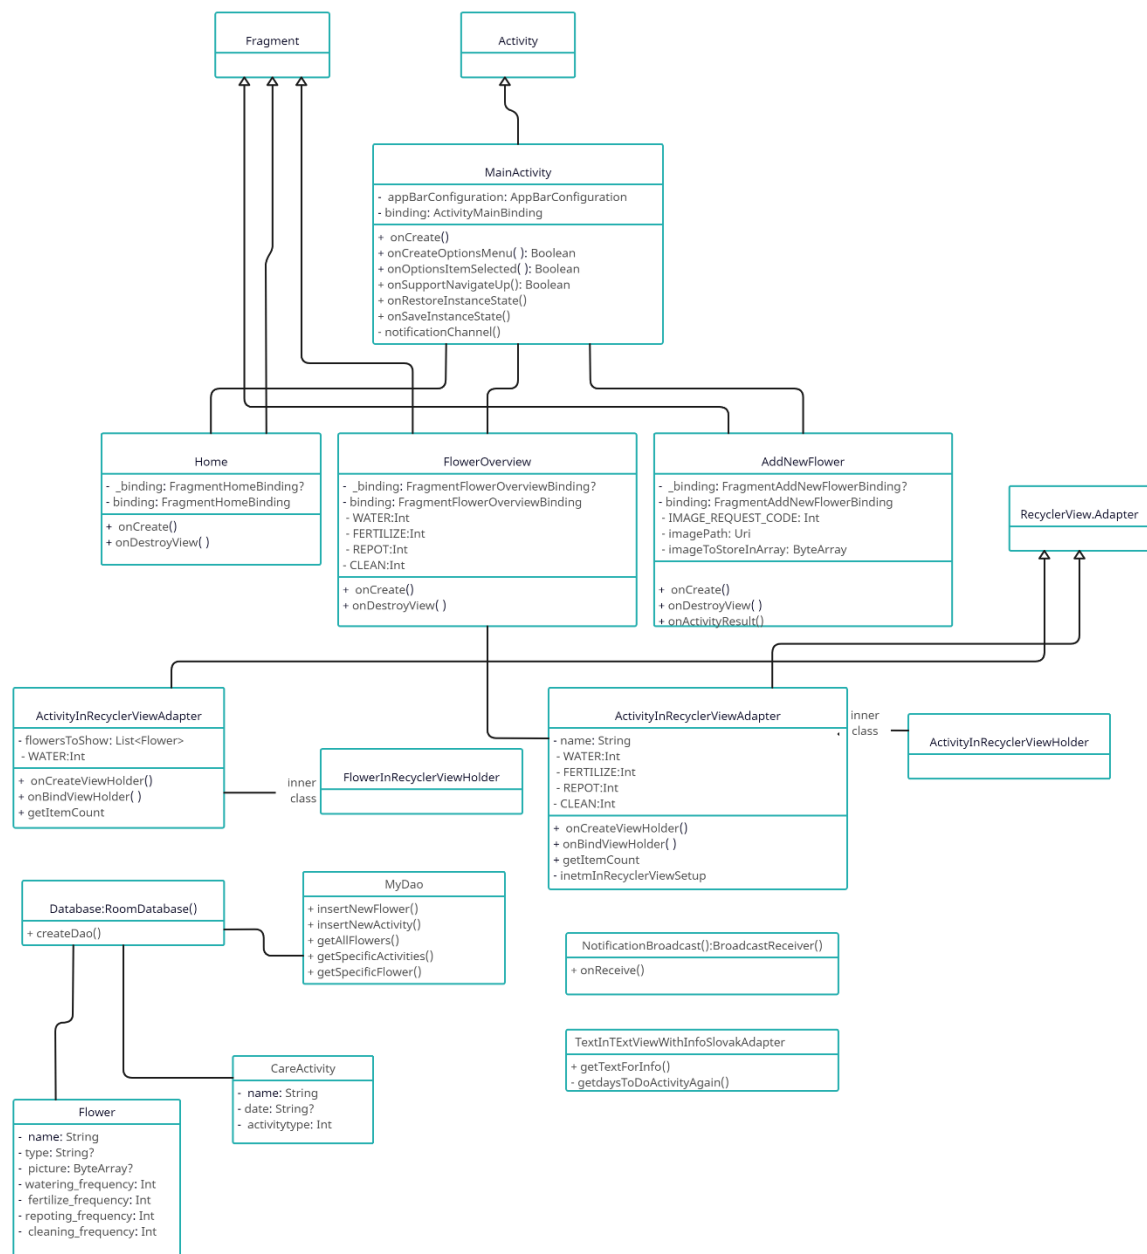 Fragment
Activity
MainActivity
-  appBarConfiguration: AppBarConfiguration
- binding: ActivityMainBinding
+  onCreate()
+ onCreateOptionsMenu( ): Boolean
+ onOptionsItemSelected( ): Boolean
+ onSupportNavigateUp(): Boolean
+ onRestoreInstanceState()
+ onSaveInstanceState()
- notificationChannel()
Home
-  _binding: FragmentHomeBinding?
- binding: FragmentHomeBinding
+  onCreate()
+ onDestroyView( )
FlowerOverview
-  _binding: FragmentFlowerOverviewBinding?
- binding: FragmentFlowerOverviewBinding
- WATER:Int
- FERTILIZE:Int
- REPOT:Int
- CLEAN:Int
+  onCreate()
+ onDestroyView( )
AddNewFlower
-  _binding: FragmentAddNewFlowerBinding?
- binding: FragmentAddNewFlowerBinding
- IMAGE_REQUEST_CODE: Int
- imagePath: Uri
- imageToStoreInArray: ByteArray
+  onCreate()
+ onDestroyView( )
+ onActivityResult()
RecyclerView.Adapter
ActivityInRecyclerViewAdapter
- flowersToShow: List<Flower>
- WATER:Int
+  onCreateViewHolder()
+ onBindViewHolder( )
+ getItemCount
inner
class
FlowerInRecyclerViewHolder
ActivityInRecyclerViewAdapter
- name: String
- WATER:Int
- FERTILIZE:Int
- REPOT:Int
- CLEAN:Int
+  onCreateViewHolder()
+ onBindViewHolder( )
+ getItemCount
- inetmInRecyclerViewSetup
inner
class
ActivityInRecyclerViewHolder
Database:RoomDatabase()
+ createDao()
MyDao
+ insertNewFlower()
+ insertNewActivity()
+ getAllFlowers()
+ getSpecificActivities()
+ getSpecificFlower()
NotificationBroadcast():BroadcastReceiver()
+ onReceive()
TextInTExtViewWithInfoSlovakAdapter
+ getTextForInfo()
- getdaysToDoActivityAgain()
CareActivity
-  name: String
- date: String?
-  activitytype: Int
Flower
-  name: String
- type: String?
-  picture: ByteArray?
- watering_frequency: Int
-  fertilize_frequency: Int
- repoting_frequency: Int
-  cleaning_frequency: Int